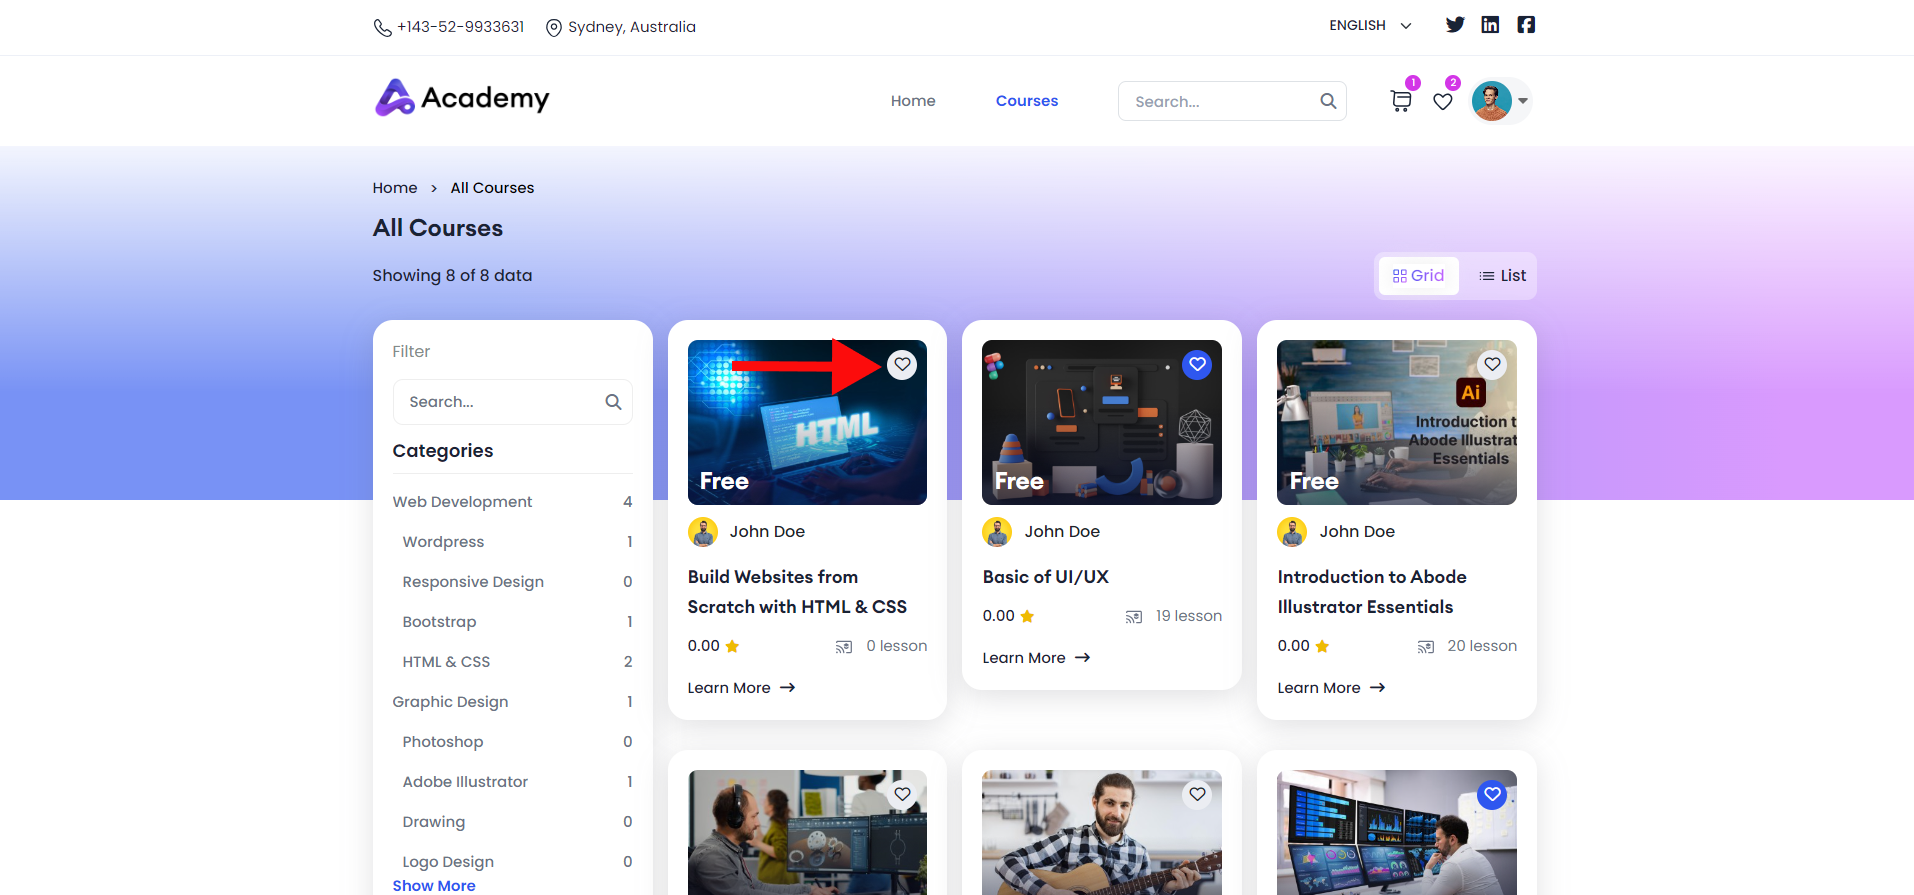 +143-52-9933631
Sydney, Australia
ENGLISH
Academy
Home
Courses
Search...
1
2
Home > All Courses
All Courses
Showing 8 of 8 data
Grid
List
Filter
Search...
Categories
Web Development 4
Wordpress 1
Responsive Design 0
Bootstrap 1
HTML & CSS 2
Graphic Design 1
Photoshop 0
Adobe Illustrator 1
Drawing 0
Logo Design 0
Show More
HTML
Free
John Doe
Build Websites from
Scratch with HTML & CSS
0.00
0 lesson
Learn More
Free
John Doe
Basic of UI/UX
0.00
19 lesson
Learn More
Ai
Introduction t
Abode Illustrat
Essentials
Free
John Doe
Introduction to Abode
Illustrator Essentials
0.00
20 lesson
Learn More